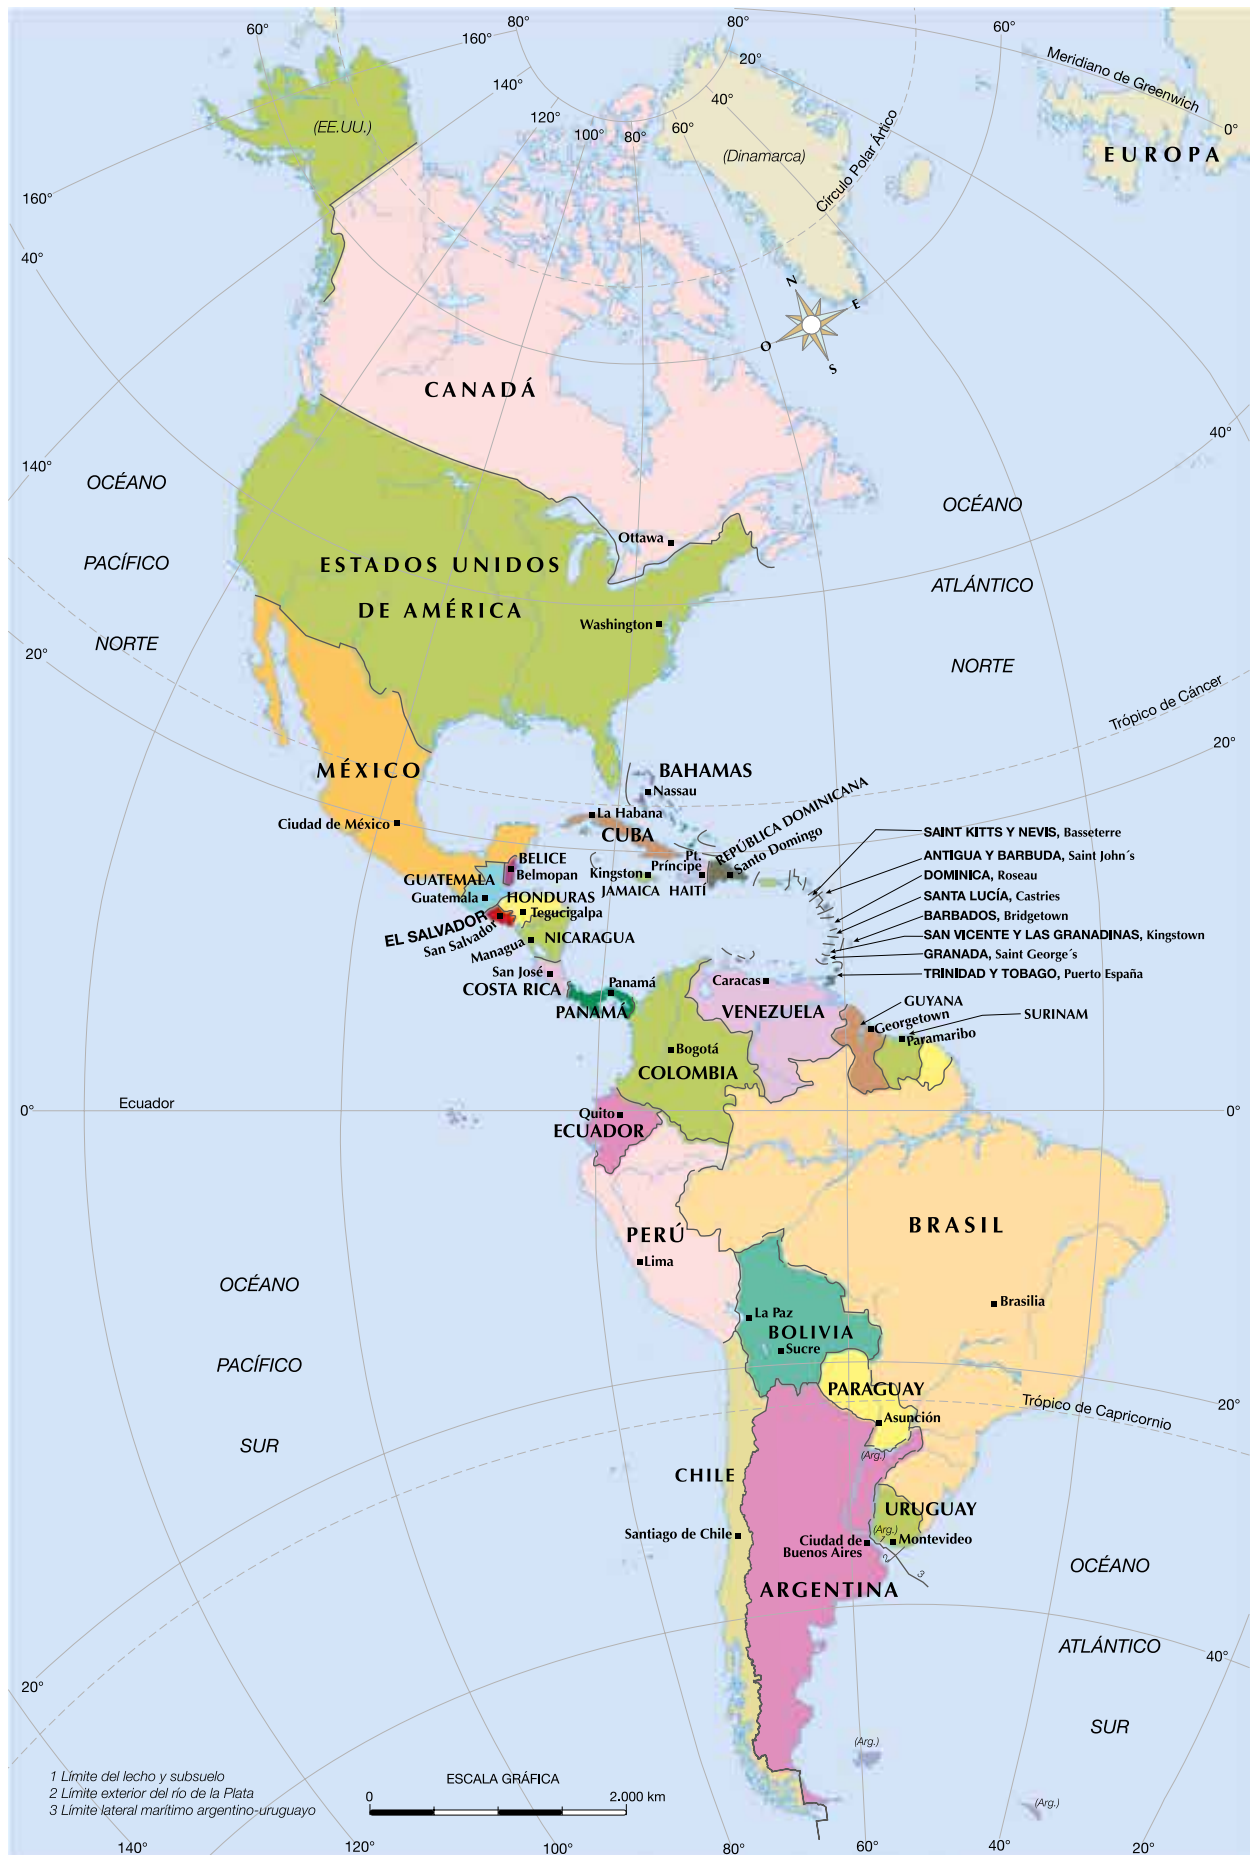 60°
160°
80°
80°
60°
20°
Meridiano de Greenwich
140°
40°
120°
100°
80°
60°
0°
(EE.UU.)
(Dinamarca)
Círculo Polar Ártico
EUROPA
160°
40°
N
E
O
S
CANADÁ
40°
140°
OCÉANO
PACÍFICO
NORTE
OCÉANO
ATLÁNTICO
NORTE
Ottawa
ESTADOS UNIDOS
DE AMÉRICA
Washington
20°
Trópico de Cáncer
20°
MÉXICO
Ciudad de México
BAHAMAS
Nassau
La Habana
CUBA
REPÚBLICA DOMINICANA
Santo Domingo
Pt.
Príncipe
Kingston
JAMAICA
HAITÍ
SAINT KITTS Y NEVIS, Basseterre
ANTIGUA Y BARBUDA, Saint John´s
DOMINICA, Roseau
SANTA LUCÍA, Castries
BARBADOS, Bridgetown
SAN VICENTE Y LAS GRANADINAS, Kingstown
GRANADA, Saint George´s
TRINIDAD Y TOBAGO, Puerto España
BELICE
Belmopan
GUATEMALA
Guatemala
HONDURAS
Tegucigalpa
EL SALVADOR
San Salvador
Managua
NICARAGUA
San José
COSTA RICA
Panamá
PANAMÁ
Caracas
VENEZUELA
GUYANA
Georgetown
SURINAM
Paramaribo
Bogotá
COLOMBIA
0°
Ecuador
0°
Quito
ECUADOR
BRASIL
PERÚ
Lima
Brasilia
La Paz
BOLIVIA
Sucre
OCÉANO
PACÍFICO
SUR
PARAGUAY
Asunción
Trópico de Capricornio
20°
(Arg.)
CHILE
URUGUAY
(Arg.)
Santiago de Chile
Ciudad de
Buenos Aires
Montevideo
1
2
3
ARGENTINA
OCÉANO
ATLÁNTICO
SUR
40°
20°
(Arg.)
(Arg.)
1 Límite del lecho y subsuelo
2 Límite exterior del río de la Plata
3 Límite lateral marítimo argentino-uruguayo
ESCALA GRÁFICA
0
2.000 km
140°
120°
100°
80°
60°
40°
20°